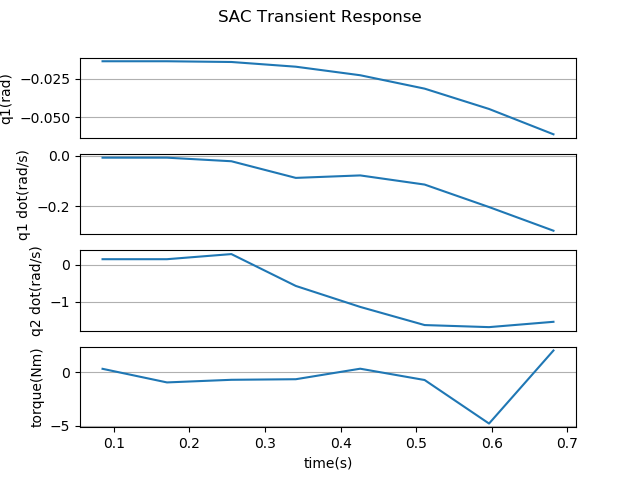 SAC Transient Response
q1(rad)
−0.025
−0.050
q1 dot(rad/s)
0.0
−0.2
q2 dot(rad/s)
0
−1
torque(Nm)
0
−5
0.1 0.2 0.3 0.4 0.5 0.6 0.7
time(s)